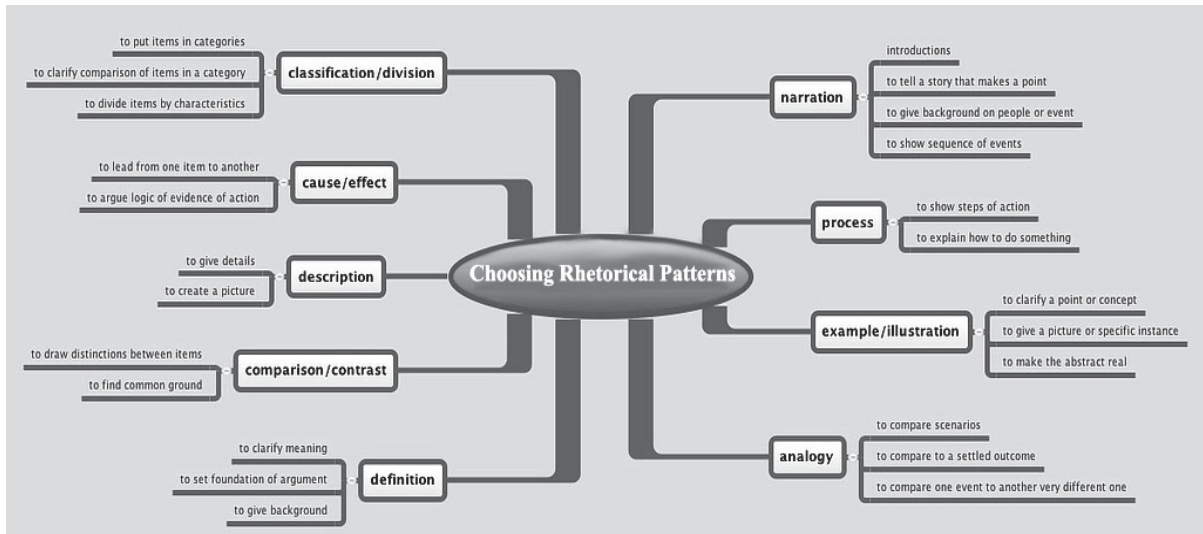 Choosing Rhetorical Patterns
classification/division
to put items in categories
to clarify comparison of items in a category
to divide items by characteristics
cause/effect
to lead from one item to another
to argue logic of evidence of action
description
to give details
to create a picture
comparison/contrast
to draw distinctions between items
to find common ground
definition
to clarify meaning
to set foundation of argument
to give background
narration
introductions
to tell a story that makes a point
to give background on people or event
to show sequence of events
process
to show steps of action
to explain how to do something
example/illustration
to clarify a point or concept
to give a picture or specific instance
to make the abstract real
analogy
to compare scenarios
to compare to a settled outcome
to compare one event to another very different one